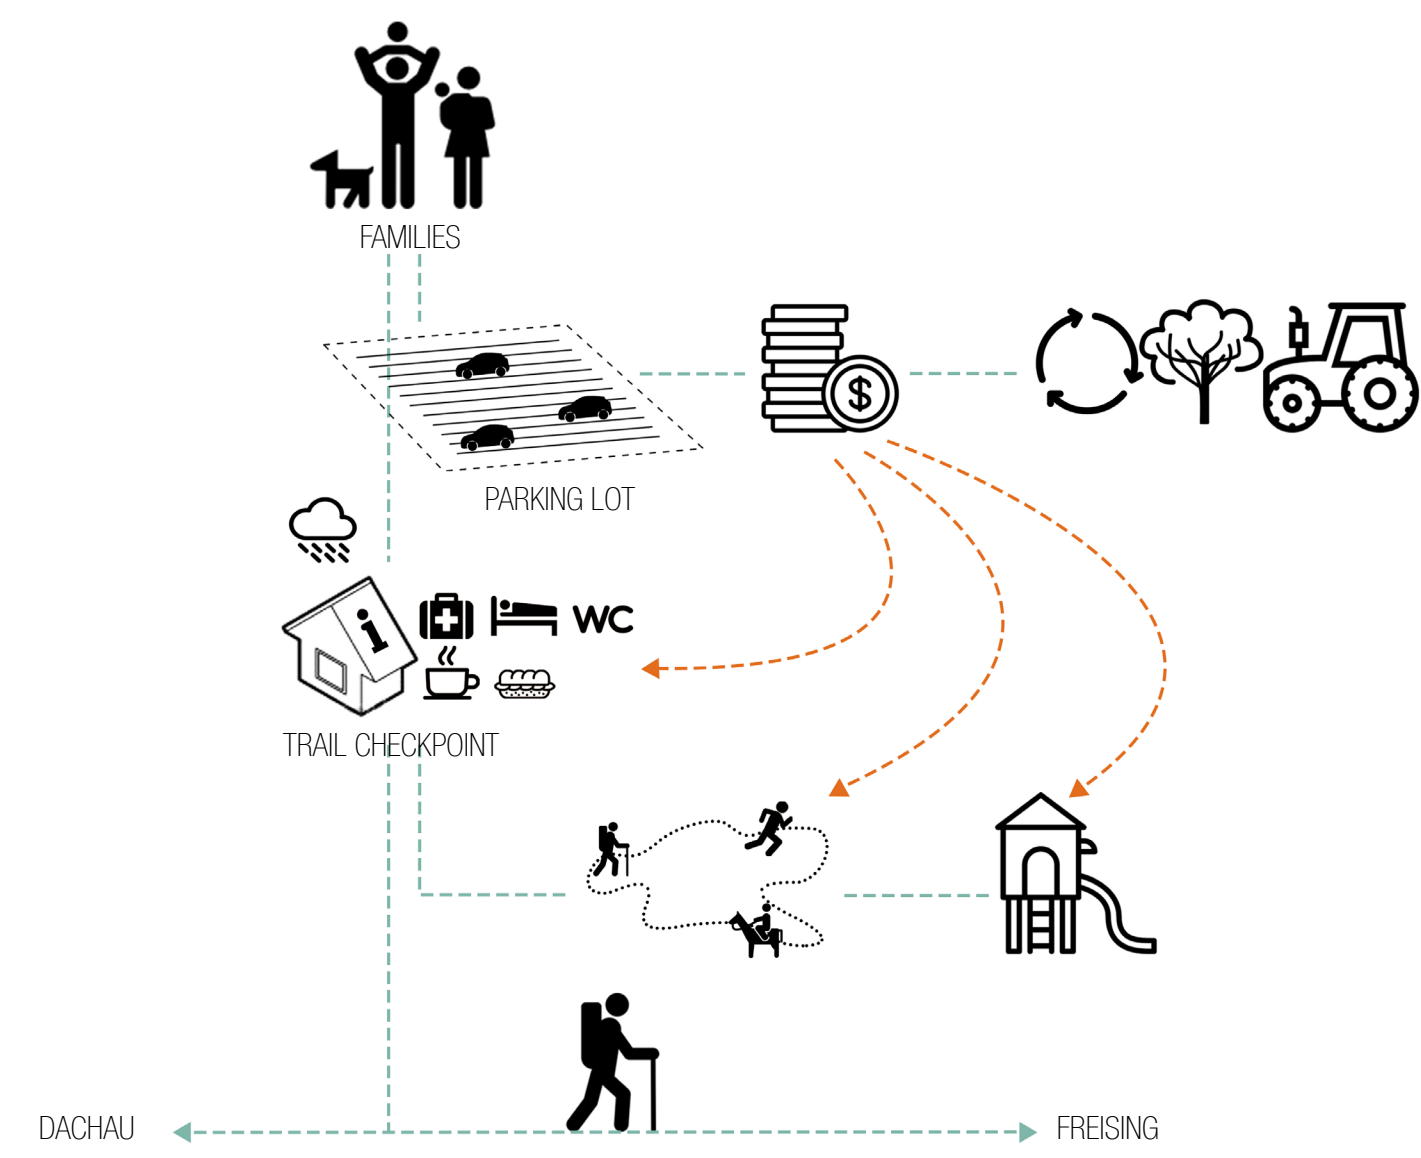 FAMILIES
$
PARKING LOT
i
WC
TRAIL CHECKPOINT
DACHAU
FREISING